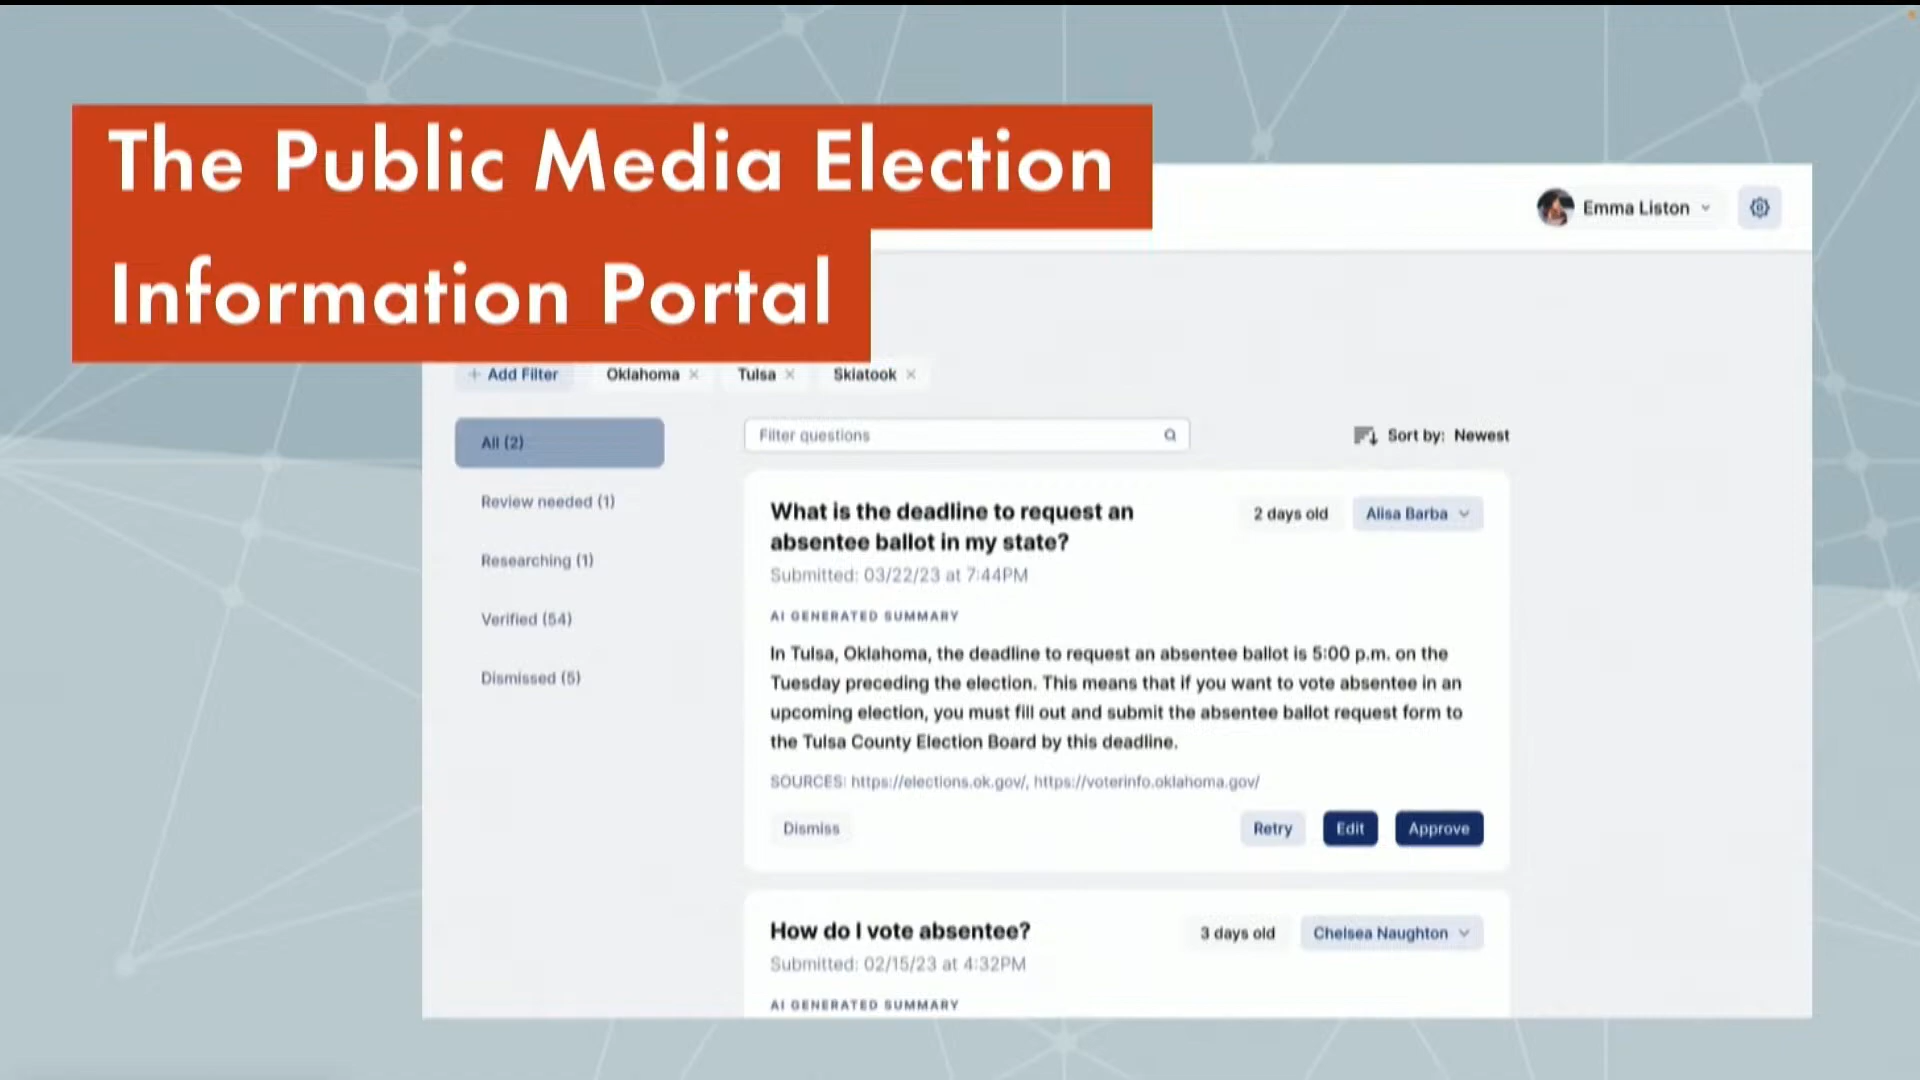 The Public Media Election
Information Portal
Emma Liston
+ Add Filter
Oklahoma ×
Tulsa ×
Skiatook ×
All (2)
Review needed (1)
Researching (1)
Verified (54)
Dismissed (5)
Filter questions
Sort by: Newest
What is the deadline to request an
absentee ballot in my state?
2 days old
Alisa Barba
Submitted: 03/22/23 at 7:44PM
AI GENERATED SUMMARY
In Tulsa, Oklahoma, the deadline to request an absentee ballot is 5:00 p.m. on the
Tuesday preceding the election. This means that if you want to vote absentee in an
upcoming election, you must fill out and submit the absentee ballot request form to
the Tulsa County Election Board by this deadline.
SOURCES: https://elections.ok.gov/, https://voterinfo.oklahoma.gov/
Dismiss
Retry
Edit
Approve
How do I vote absentee?
3 days old
Chelsea Naughton
Submitted: 02/15/23 at 4:32PM
AI GENERATED SUMMARY